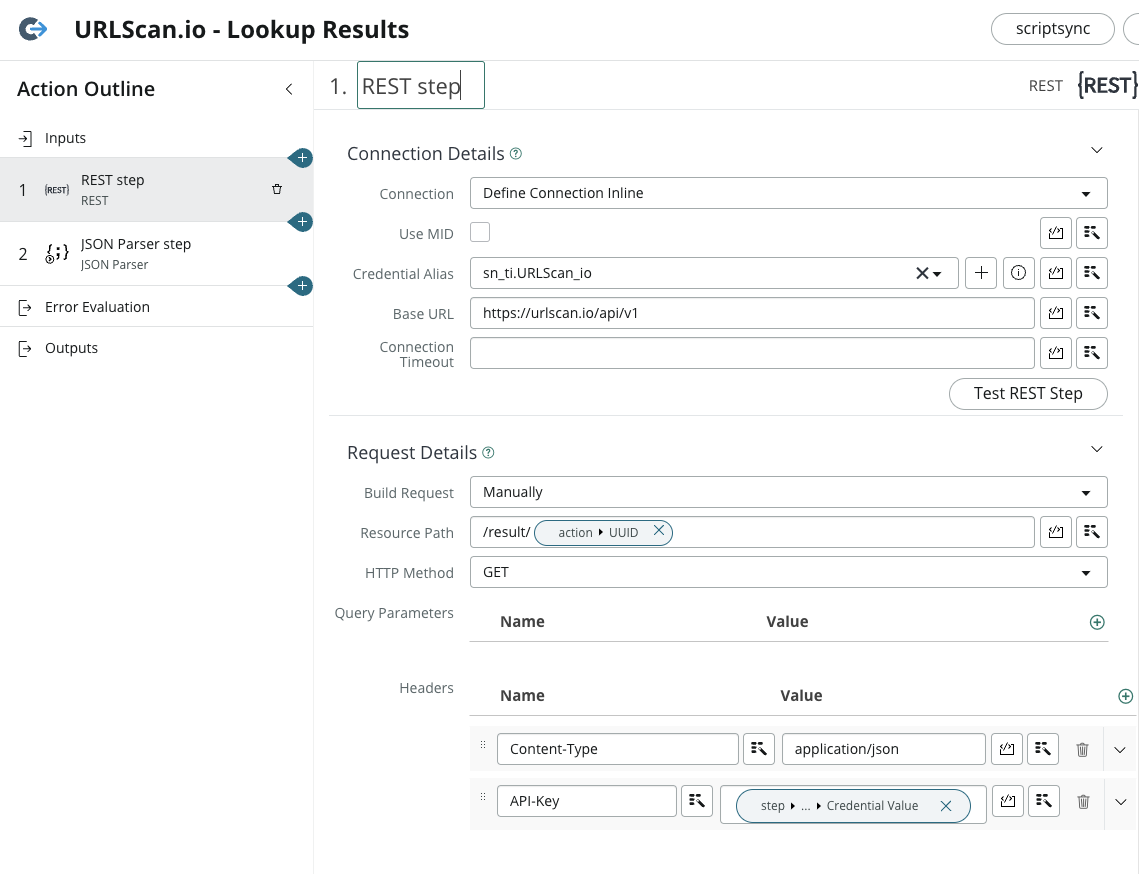 URLScan.io - Lookup Results
scriptsync
Action Outline
Inputs
1
{REST}
REST step
REST
2
JSON Parser step
JSON Parser
Error Evaluation
Outputs
1. REST step
REST {REST}
Connection Details ?
Connection Define Connection Inline
Use MID
Credential Alias sn_ti.URLScan_io
Base URL https://urlscan.io/api/v1
Connection
Timeout
Test REST Step
Request Details ?
Build Request Manually
Resource Path /result/ action UUID
HTTP Method GET
Query Parameters Name Value
Headers Name Value
Content-Type application/json
API-Key step ... Credential Value